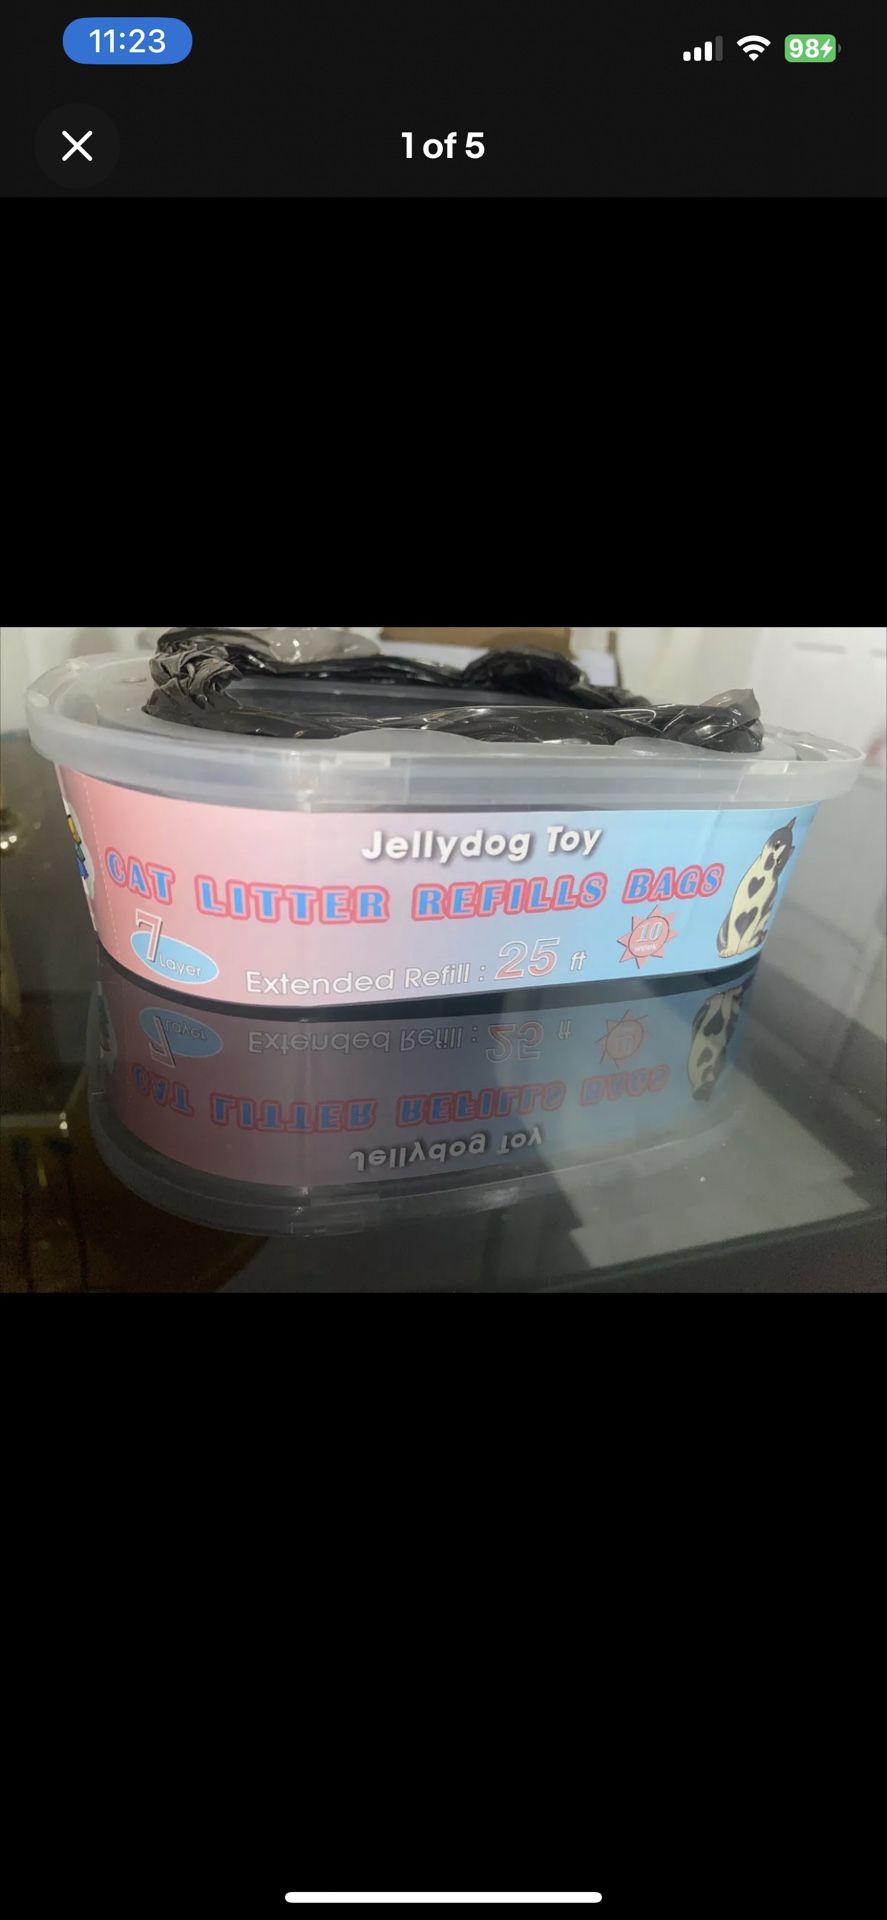 11:23
98
1 of 5
Jellydog Toy
CAT LITTER REFILLS BAGS
7 Layer
Extended Refill : 25 ft
10